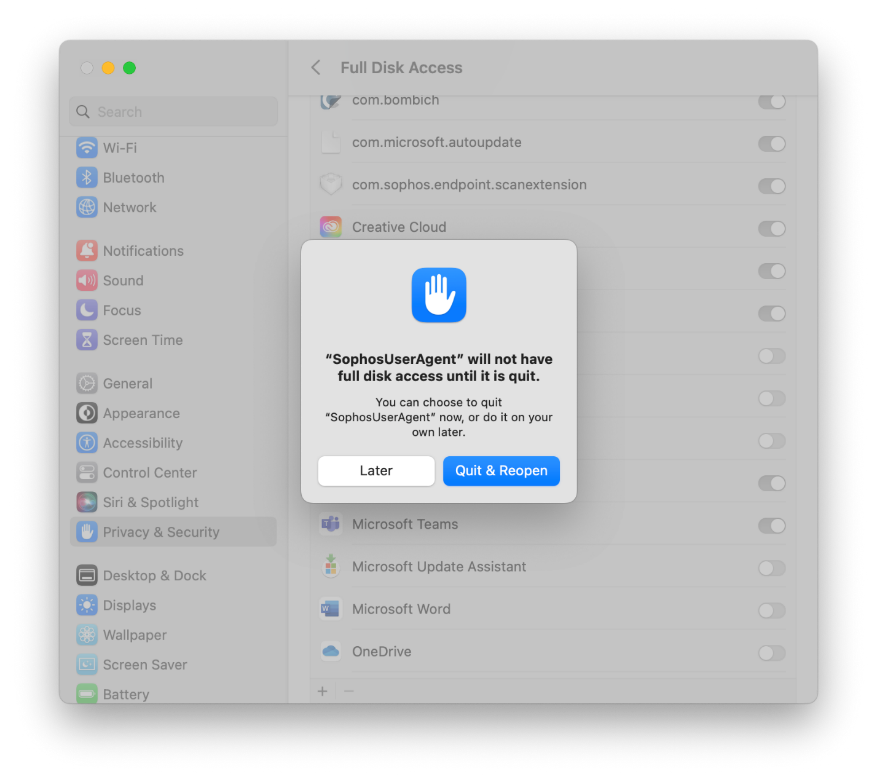 Full Disk Access
Search
Wi-Fi
Bluetooth
Network
Notifications
Sound
Focus
Screen Time
General
Appearance
Accessibility
Control Center
Siri & Spotlight
Privacy & Security
Desktop & Dock
Displays
Wallpaper
Screen Saver
Battery
com.bombich
com.microsoft.autoupdate
com.sophos.endpoint.scanextension
Creative Cloud
“SophosUserAgent” will not have
full disk access until it is quit.
You can choose to quit
“SophosUserAgent” now, or do it on your
own later.
Later
Quit & Reopen
Microsoft Teams
Microsoft Update Assistant
Microsoft Word
OneDrive